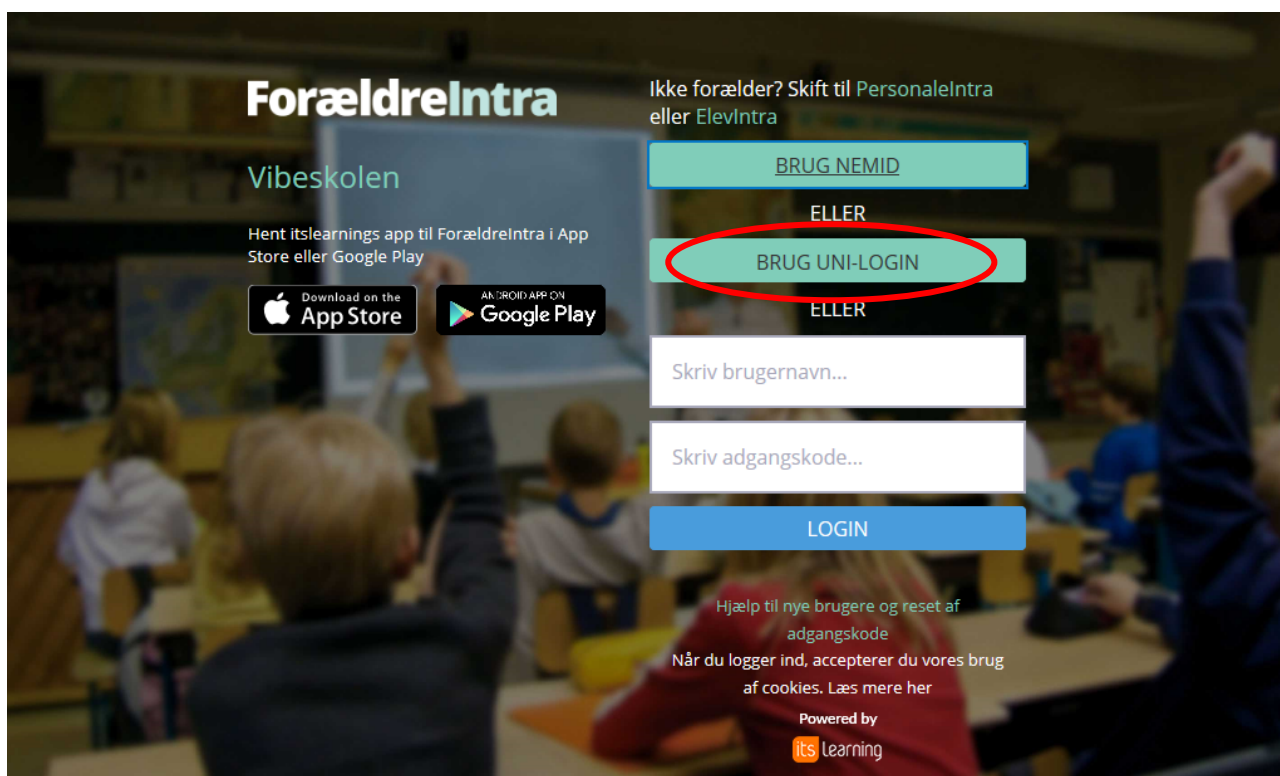 ForældreIntra
Vibeskolen
Hent itslearnings app til ForældreIntra i App
Store eller Google Play
Download on the
App Store
ANDROID APP ON
Google Play
Ikke forælder? Skift til PersonaleIntra
eller ElevIntra
BRUG NEMID
ELLER
BRUG UNI-LOGIN
ELLER
Skriv brugernavn...
Skriv adgangskode...
LOGIN
Hjælp til nye brugere og reset af
adgangskode
Når du logger ind, accepterer du vores brug
af cookies. Læs mere her
Powered by
its learning